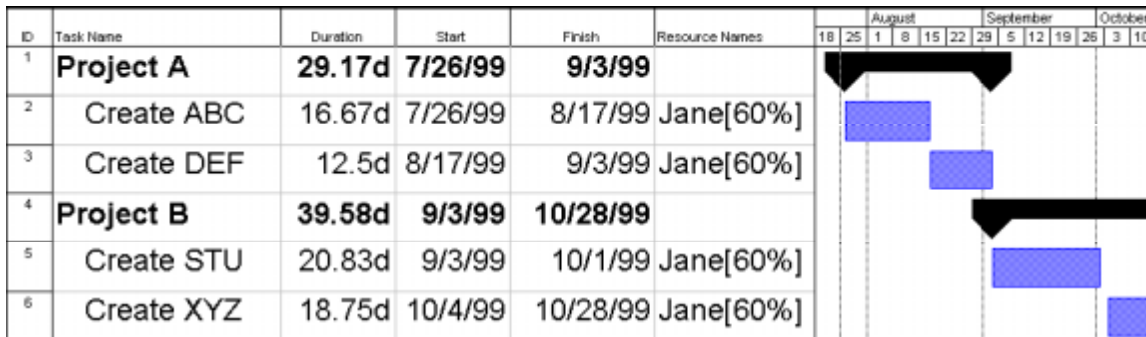 August September October
ID Task Name Duration Start Finish Resource Names 18 25 1 8 15 22 29 5 12 19 26 3 10
1 Project A 29.17d 7/26/99 9/3/99
2 Create ABC 16.67d 7/26/99 8/17/99 Jane[60%]
3 Create DEF 12.5d 8/17/99 9/3/99 Jane[60%]
4 Project B 39.58d 9/3/99 10/28/99
5 Create STU 20.83d 9/3/99 10/1/99 Jane[60%]
6 Create XYZ 18.75d 10/4/99 10/28/99 Jane[60%]